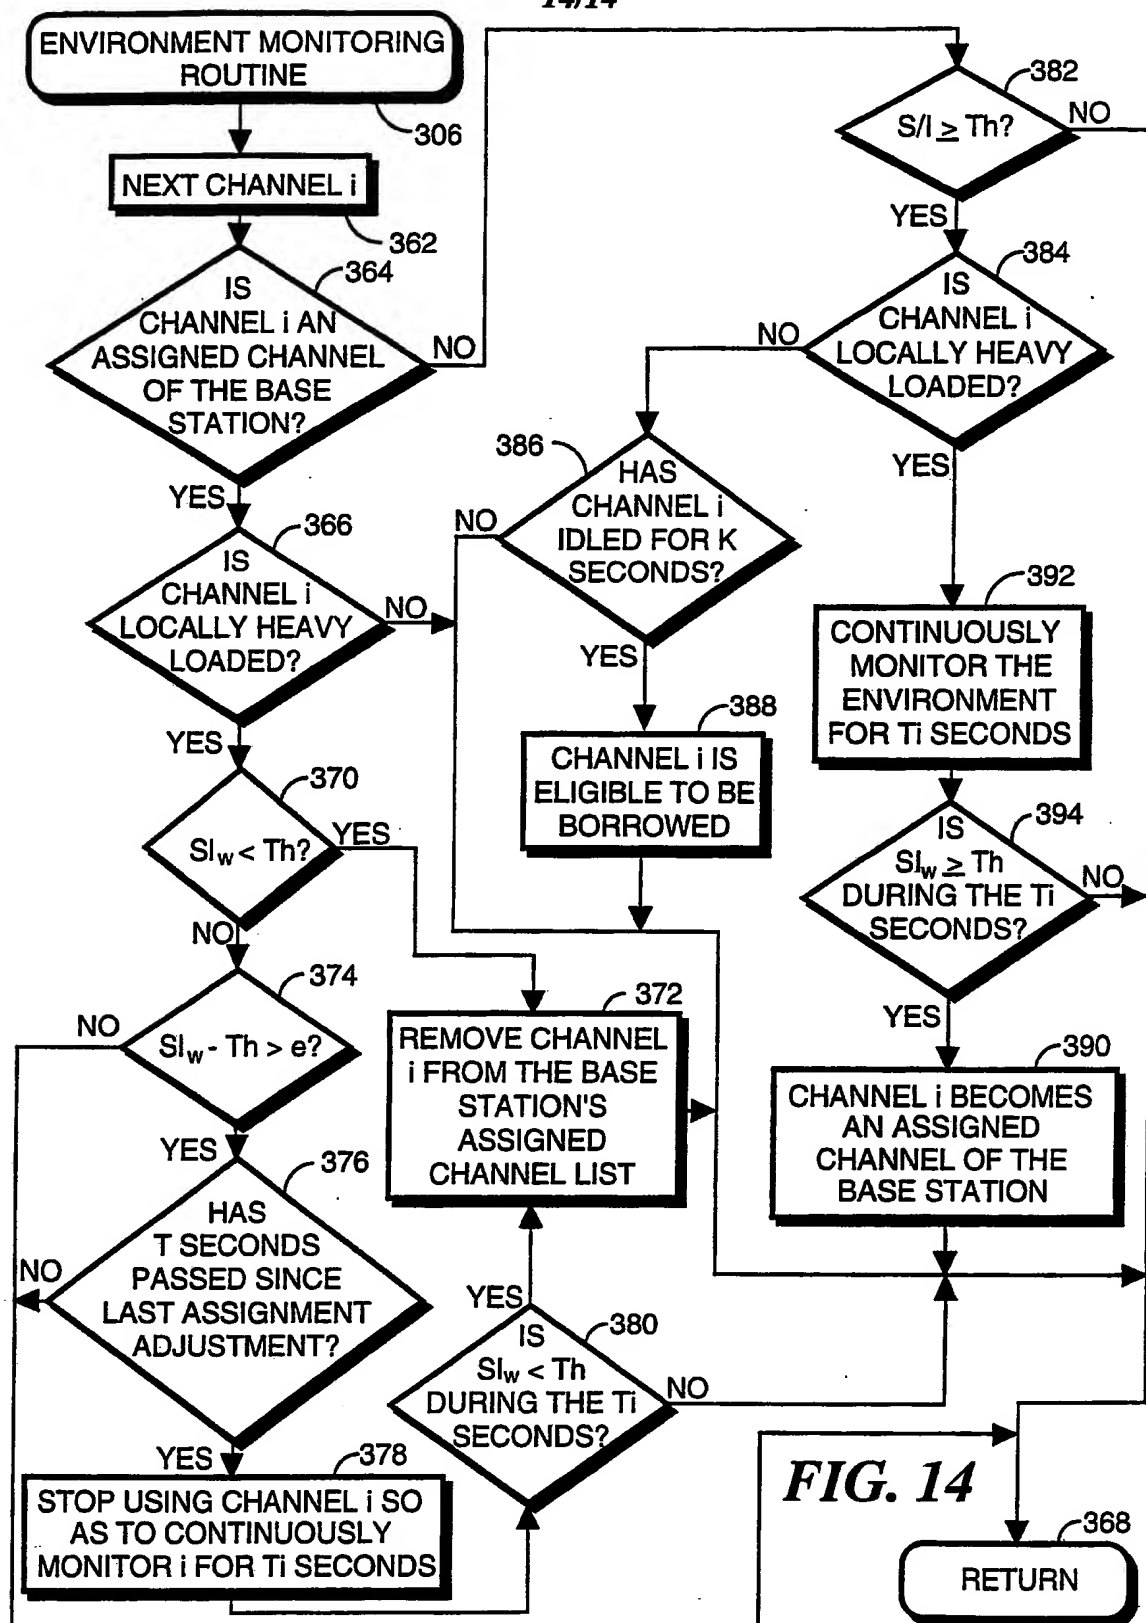 14/14
ENVIRONMENT MONITORING
ROUTINE
306
NEXT CHANNEL i
362
364
IS
CHANNEL i AN
ASSIGNED CHANNEL
OF THE BASE
STATION?
NO
YES
366
IS
CHANNEL i
LOCALLY HEAVY
LOADED?
NO
YES
370
SIw < Th?
YES
NO
374
SIw - Th > e?
NO
YES
376
HAS
T SECONDS
PASSED SINCE
LAST ASSIGNMENT
ADJUSTMENT?
NO
YES
378
STOP USING CHANNEL i SO
AS TO CONTINUOUSLY
MONITOR i FOR Ti SECONDS
380
IS
SIw < Th
DURING THE Ti
SECONDS?
YES
NO
372
REMOVE CHANNEL
i FROM THE BASE
STATION'S
ASSIGNED
CHANNEL LIST
382
S/I ≥ Th?
NO
YES
384
IS
CHANNEL i
LOCALLY HEAVY
LOADED?
NO
YES
386
HAS
CHANNEL i
IDLED FOR K
SECONDS?
NO
YES
388
CHANNEL i IS
ELIGIBLE TO BE
BORROWED
392
CONTINUOUSLY
MONITOR THE
ENVIRONMENT
FOR Ti SECONDS
394
IS
SIw ≥ Th
DURING THE Ti
SECONDS?
NO
YES
390
CHANNEL i BECOMES
AN ASSIGNED
CHANNEL OF THE
BASE STATION
FIG. 14
368
RETURN